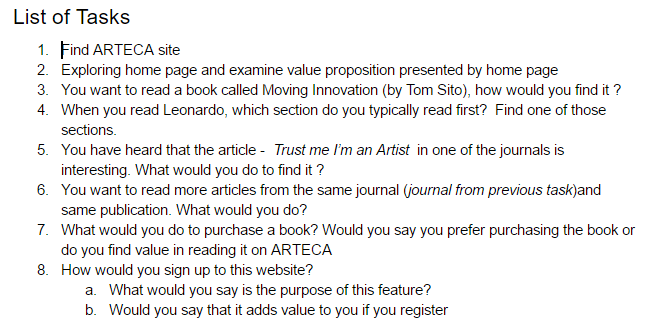 List of Tasks
1. Find ARTECA site
2. Exploring home page and examine value proposition presented by home page
3. You want to read a book called Moving Innovation (by Tom Sito), how would you find it ?
4. When you read Leonardo, which section do you typically read first?  Find one of those
sections.
5. You have heard that the article -  Trust me I'm an Artist  in one of the journals is
interesting. What would you do to find it ?
6. You want to read more articles from the same journal (journal from previous task)and
same publication. What would you do?
7. What would you do to purchase a book? Would you say you prefer purchasing the book or
do you find value in reading it on ARTECA
8. How would you sign up to this website?
a. What would you say is the purpose of this feature?
b. Would you say that it adds value to you if you register